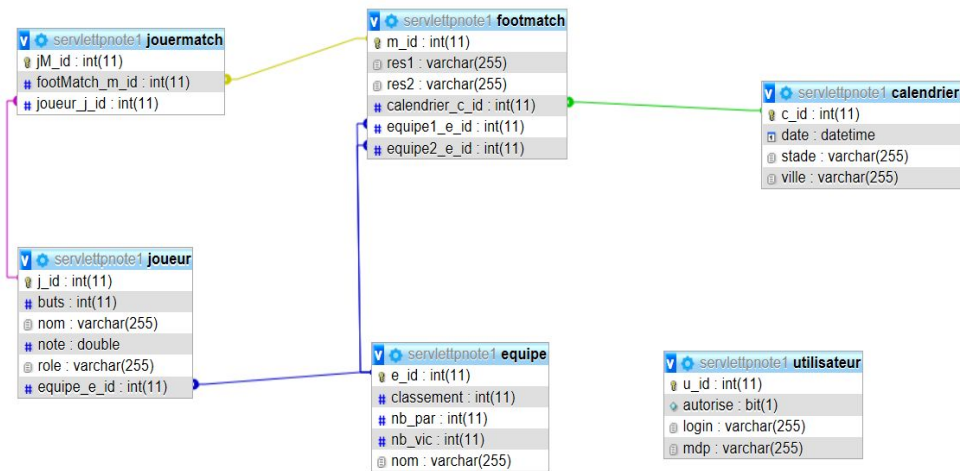 servlettpnote1 jouermatch
jM_id : int(11)
footMatch_m_id : int(11)
joueur_j_id : int(11)
servlettpnote1 footmatch
m_id : int(11)
res1 : varchar(255)
res2 : varchar(255)
calendrier_c_id : int(11)
equipe1_e_id : int(11)
equipe2_e_id : int(11)
servlettpnote1 calendrier
c_id : int(11)
date : datetime
stade : varchar(255)
ville : varchar(255)
servlettpnote1 joueur
j_id : int(11)
buts : int(11)
nom : varchar(255)
note : double
role : varchar(255)
equipe_e_id : int(11)
servlettpnote1 equipe
e_id : int(11)
classement : int(11)
nb_par : int(11)
nb_vic : int(11)
nom : varchar(255)
servlettpnote1 utilisateur
u_id : int(11)
autorise : bit(1)
login : varchar(255)
mdp : varchar(255)